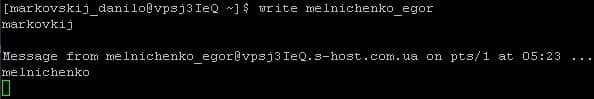 [markovskij_danilo@vpsj3IeQ ~]$ write melnichenko_egor
markovkij
Message from melnichenko_egor@vpsj3IeQ.s-host.com.ua on pts/1 at 05:23 ...
melnichenko